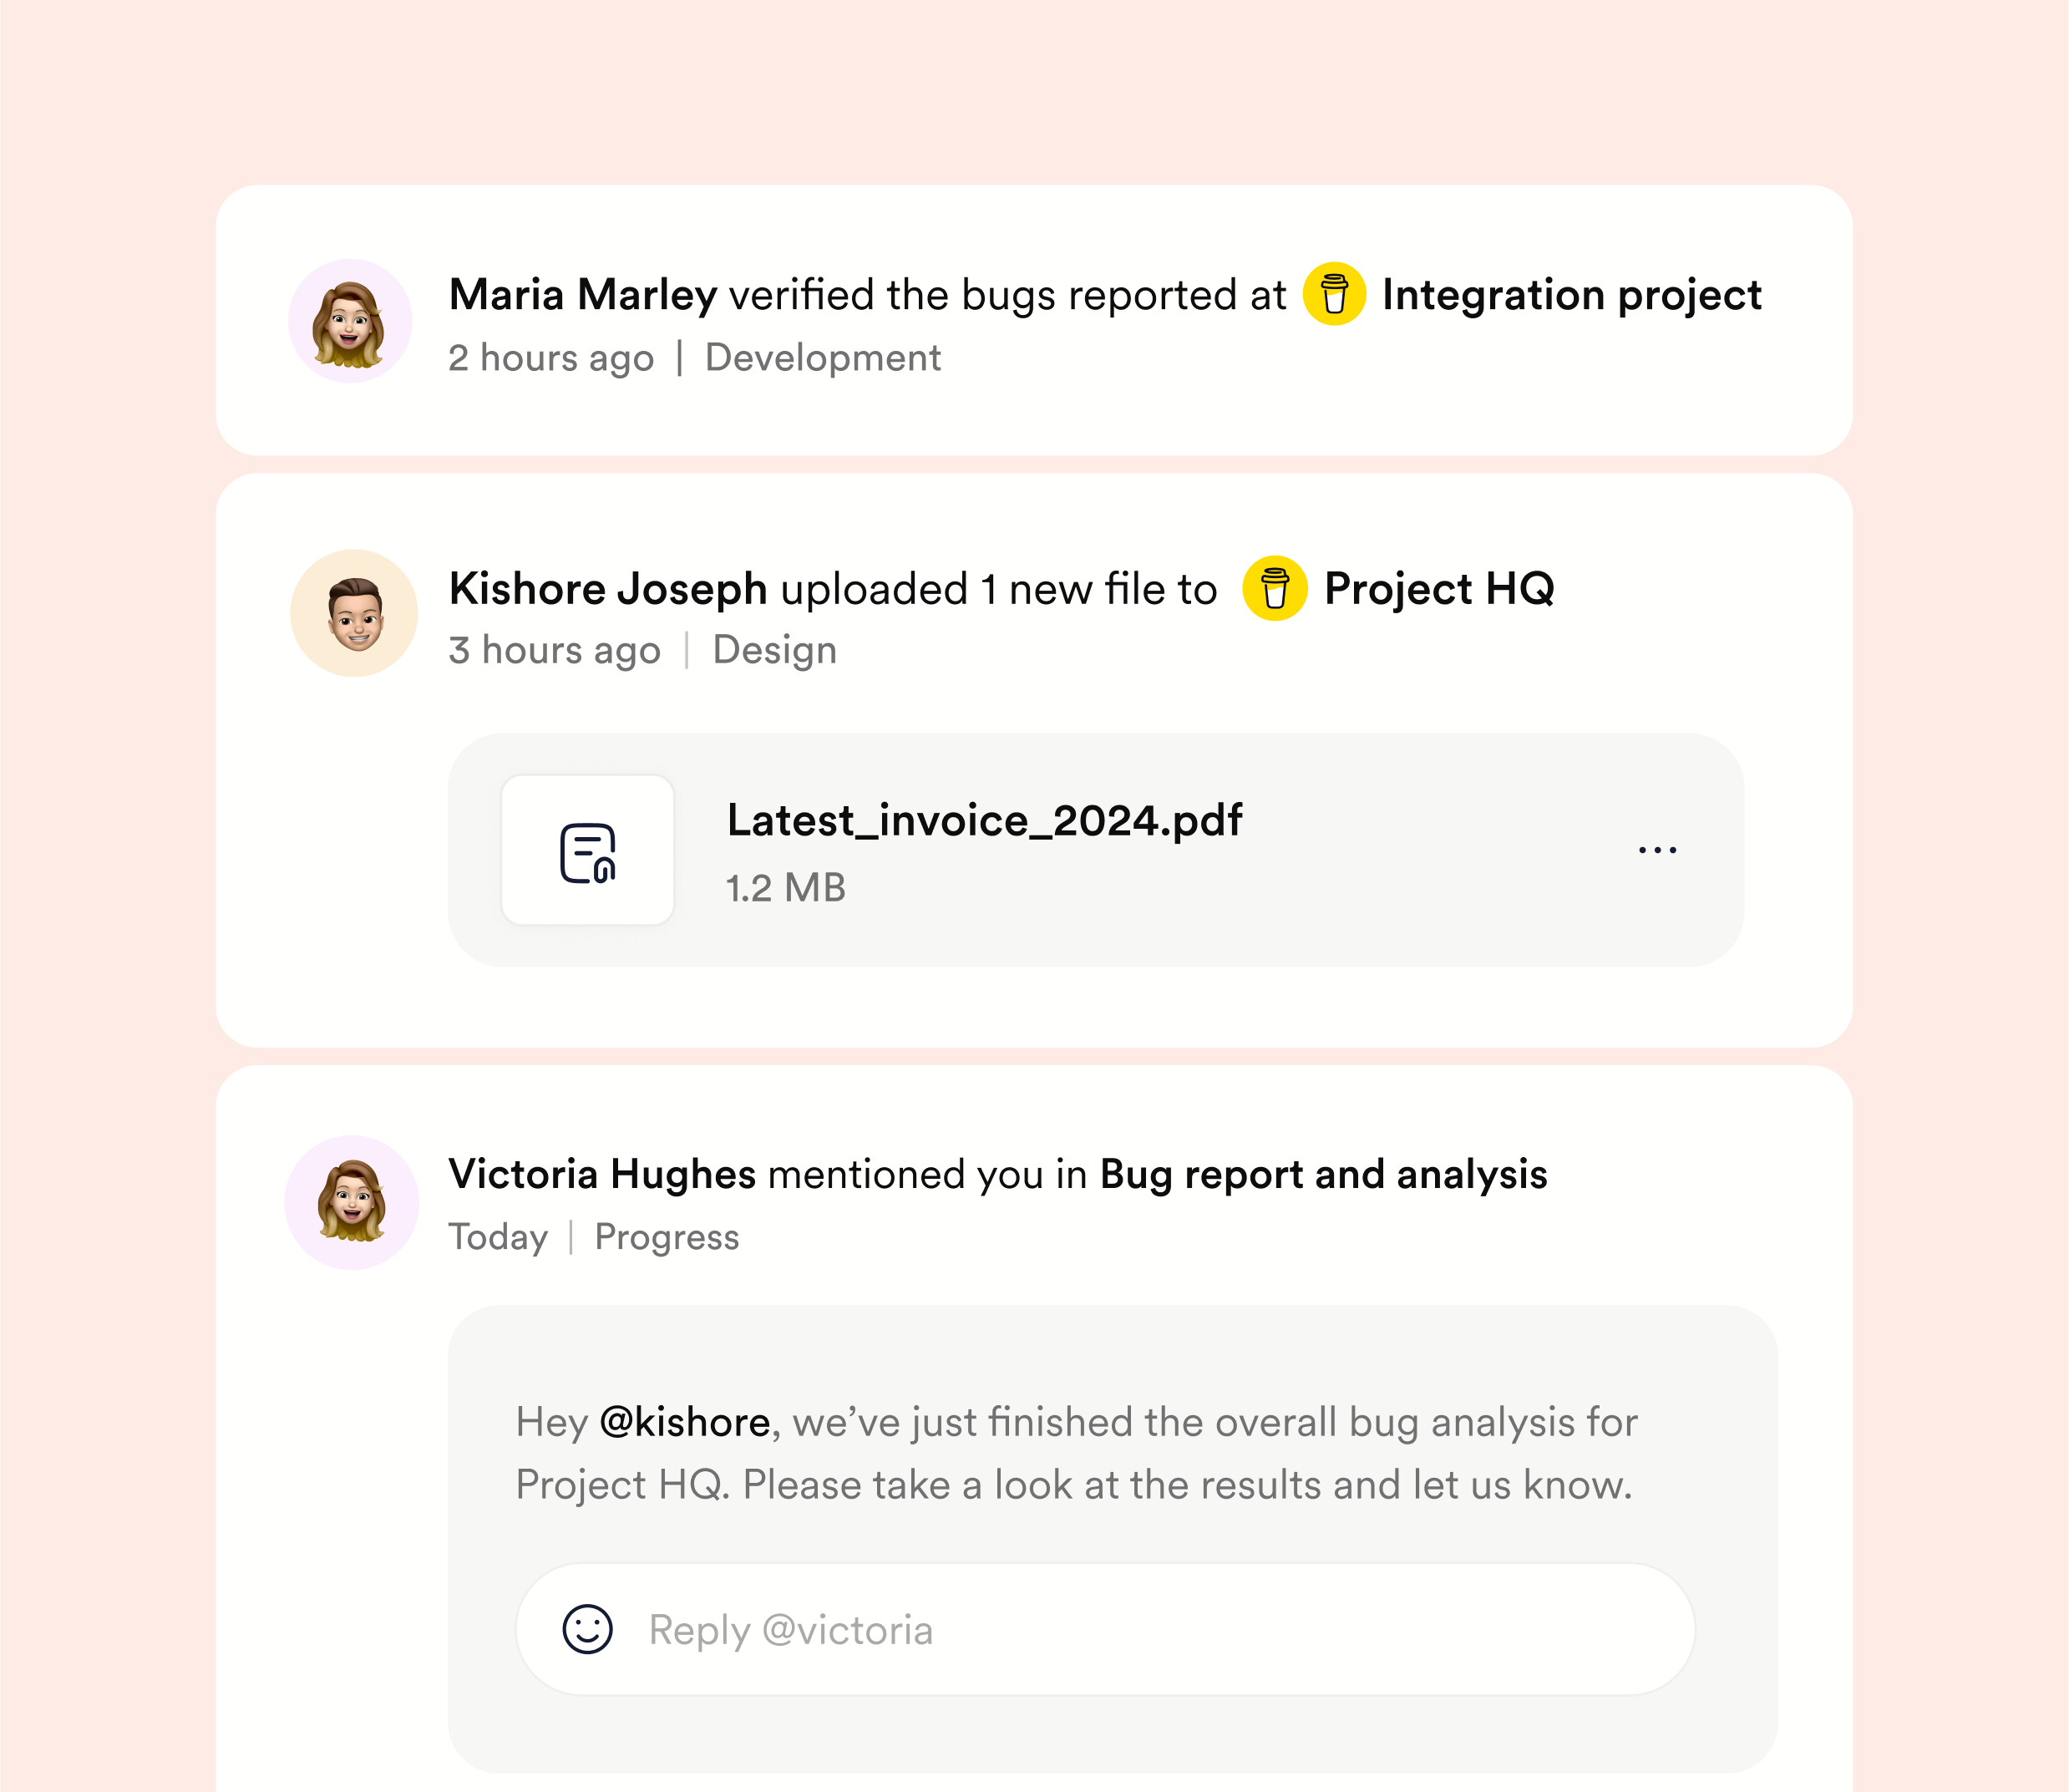 Maria Marley verified the bugs reported at Integration project
2 hours ago | Development
Kishore Joseph uploaded 1 new file to Project HQ
3 hours ago | Design
Latest_invoice_2024.pdf
1.2 MB
...
Victoria Hughes mentioned you in Bug report and analysis
Today | Progress
Hey @kishore, we’ve just finished the overall bug analysis for
Project HQ. Please take a look at the results and let us know.
Reply @victoria